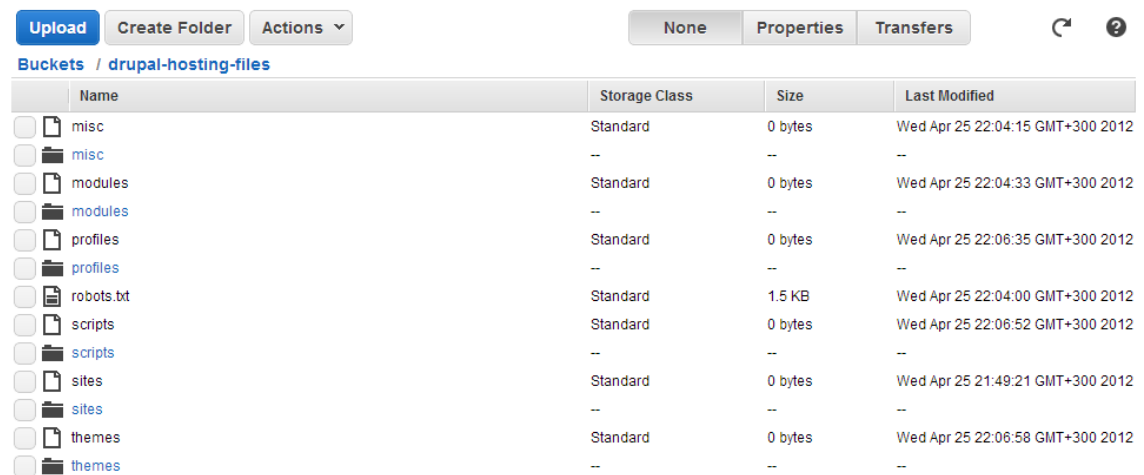 Upload Create Folder Actions None Properties Transfers
Buckets / drupal-hosting-files
Name Storage Class Size Last Modified
misc Standard 0 bytes Wed Apr 25 22:04:15 GMT+300 2012
misc -- -- --
modules Standard 0 bytes Wed Apr 25 22:04:33 GMT+300 2012
modules -- -- --
profiles Standard 0 bytes Wed Apr 25 22:06:35 GMT+300 2012
profiles -- -- --
robots.txt Standard 1.5 KB Wed Apr 25 22:04:00 GMT+300 2012
scripts Standard 0 bytes Wed Apr 25 22:06:52 GMT+300 2012
scripts -- -- --
sites Standard 0 bytes Wed Apr 25 21:49:21 GMT+300 2012
sites -- -- --
themes Standard 0 bytes Wed Apr 25 22:06:58 GMT+300 2012
themes -- -- --